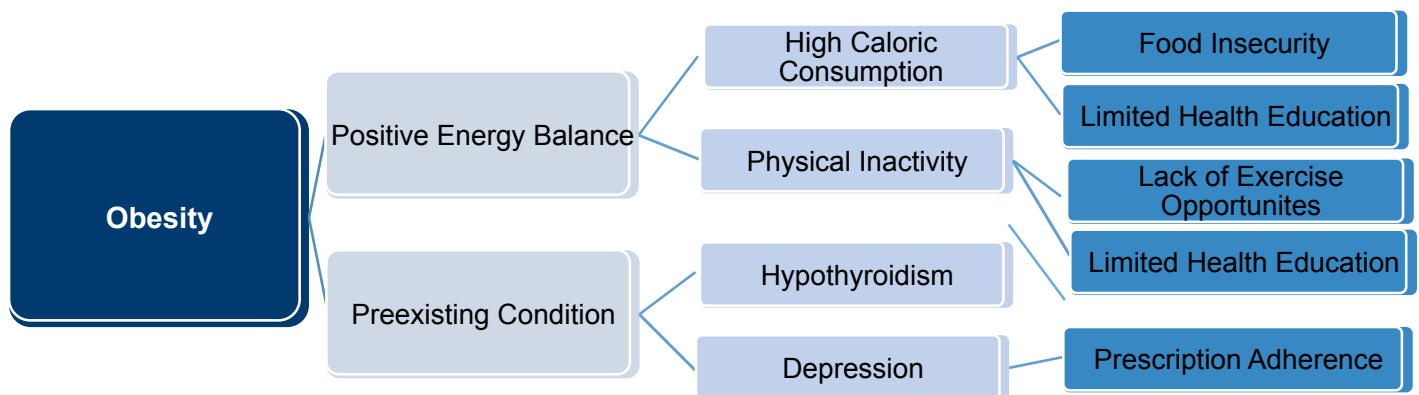 Obesity
Positive Energy Balance
Preexisting Condition
High Caloric
Consumption
Physical Inactivity
Hypothyroidism
Depression
Food Insecurity
Limited Health Education
Lack of Exercise
Opportunites
Limited Health Education
Prescription Adherence